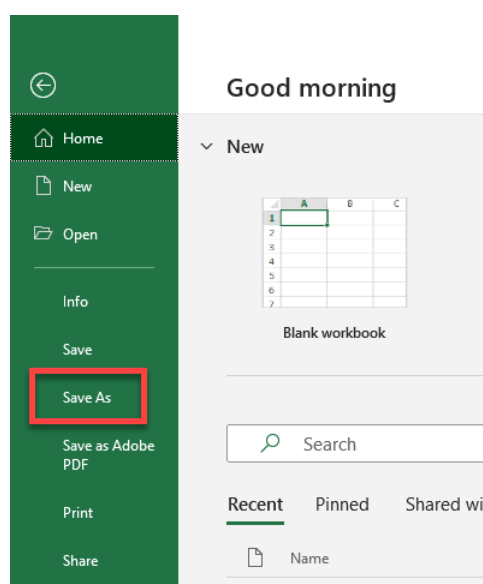 Good morning
Home
New
New
Open
A B C
1
2
3
4
5
6
7
Blank workbook
Info
Save
Save As
Save as Adobe
PDF
Print
Share
Search
Recent Pinned Shared wi
Name